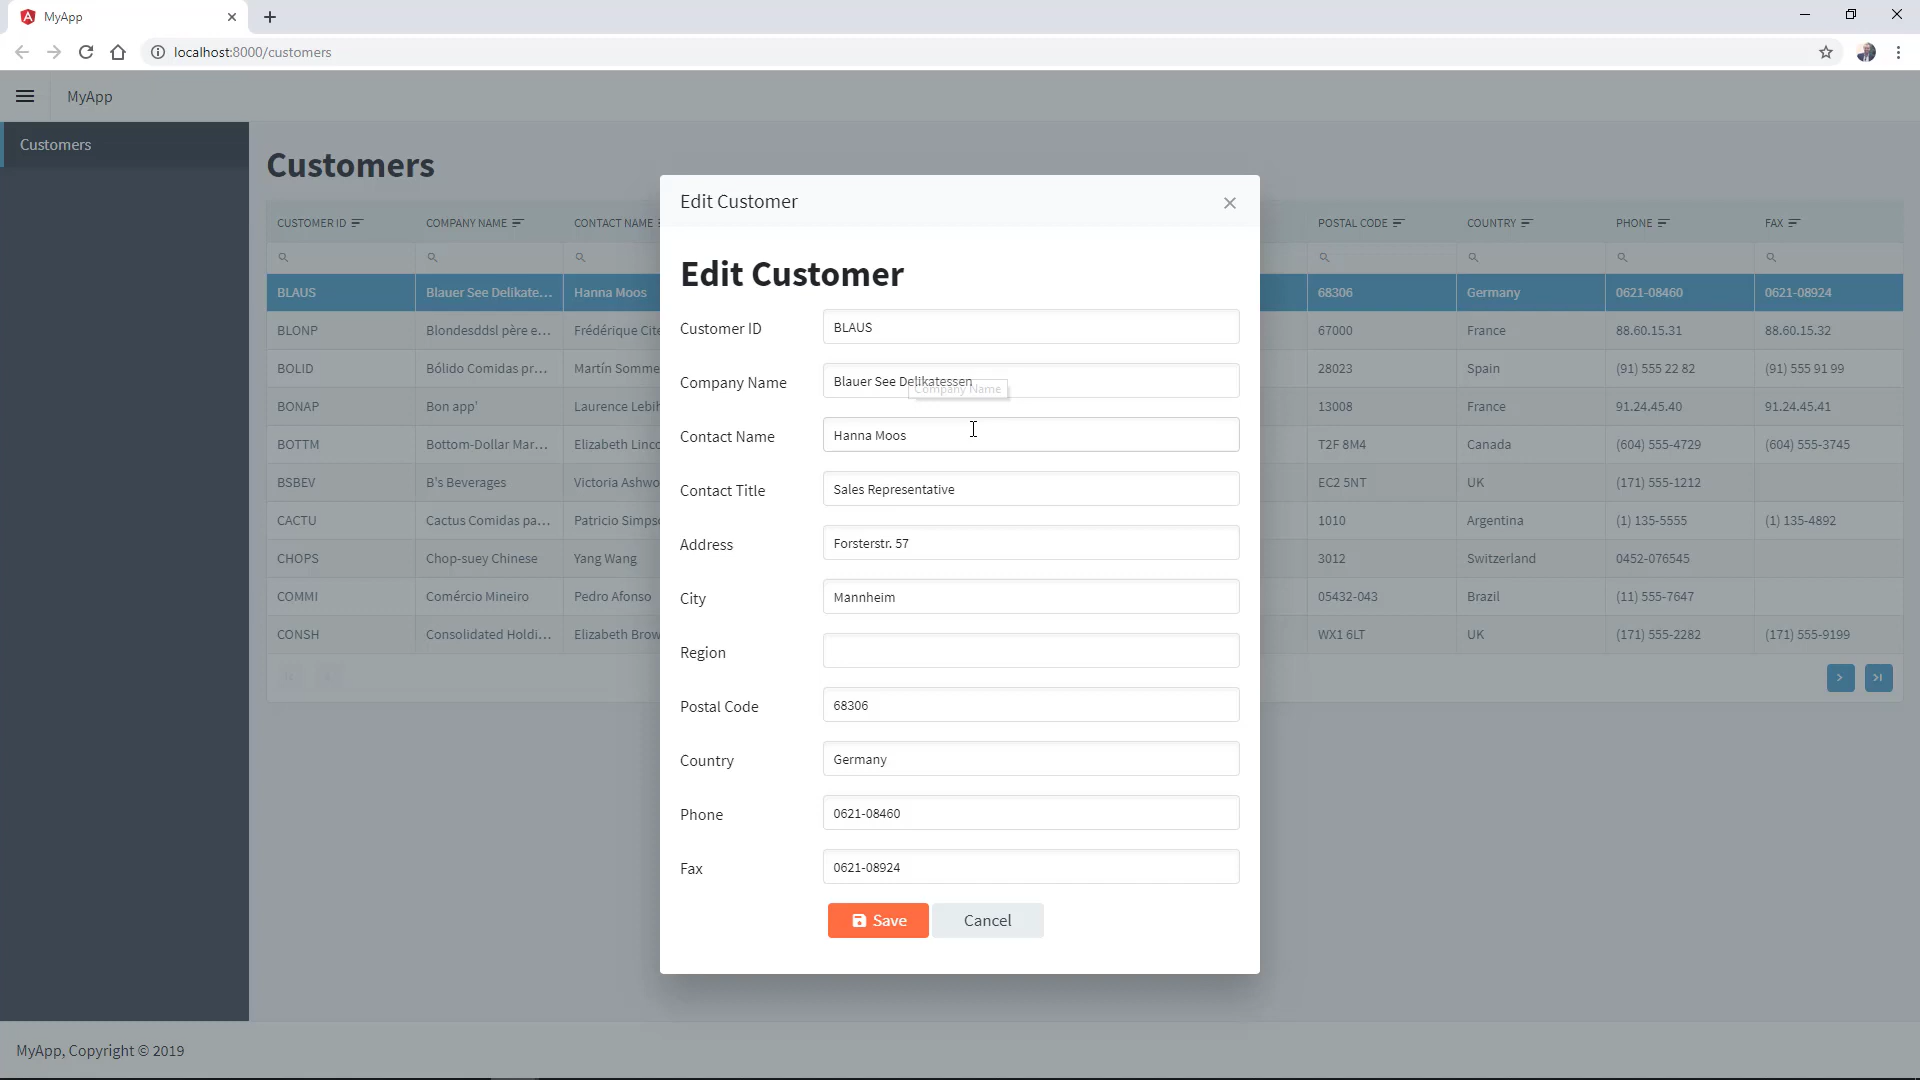 MyApp
localhost:8000/customers
MyApp
Customers
Customers
CUSTOMER ID COMPANY NAME CONTACT NAME POSTAL CODE COUNTRY PHONE FAX
BLAUS Blauer See Delikate... Hanna Moos 68306 Germany 0621-08460 0621-08924
BLONP Blondesddsl père e... Frédérique Cite 67000 France 88.60.15.31 88.60.15.32
BOLID Bólido Comidas pr... Martín Somme 28023 Spain (91) 555 22 82 (91) 555 91 99
BONAP Bon app' Laurence Lebih 13008 France 91.24.45.40 91.24.45.41
BOTTM Bottom-Dollar Mar... Elizabeth Linco T2F 8M4 Canada (604) 555-4729 (604) 555-3745
BSBEV B's Beverages Victoria Ashwo EC2 5NT UK (171) 555-1212
CACTU Cactus Comidas pa... Patricio Simpso 1010 Argentina (1) 135-5555 (1) 135-4892
CHOPS Chop-suey Chinese Yang Wang 3012 Switzerland 0452-076545
COMMI Comércio Mineiro Pedro Afonso 05432-043 Brazil (11) 555-7647
CONSH Consolidated Holdi... Elizabeth Brow WX1 6LT UK (171) 555-2282 (171) 555-9199
Edit Customer
Edit Customer
Customer ID BLAUS
Company Name Blauer See Delikatessen
Company Name
Contact Name Hanna Moos
Contact Title Sales Representative
Address Forsterstr. 57
City Mannheim
Region
Postal Code 68306
Country Germany
Phone 0621-08460
Fax 0621-08924
Save Cancel
MyApp, Copyright © 2019